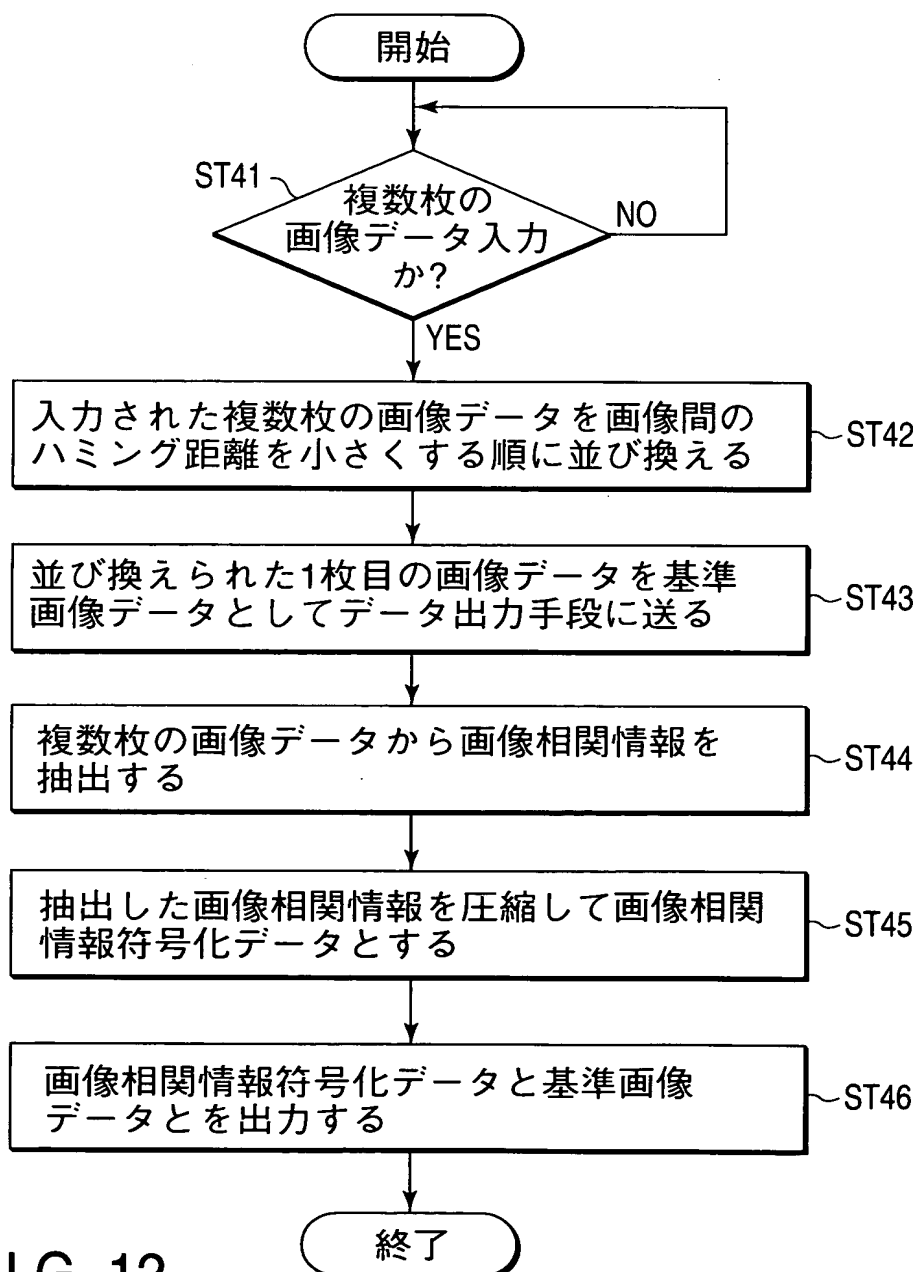 開始
ST41
複数枚の
画像データ入力
か?
NO
YES
入力された複数枚の画像データを画像間の
ハミング距離を小さくする順に並び換える
ST42
並び換えられた1枚目の画像データを基準
画像データとしてデータ出力手段に送る
ST43
複数枚の画像データから画像相関情報を
抽出する
ST44
抽出した画像相関情報を圧縮して画像相関
情報符号化データとする
ST45
画像相関情報符号化データと基準画像
データとを出力する
ST46
終了